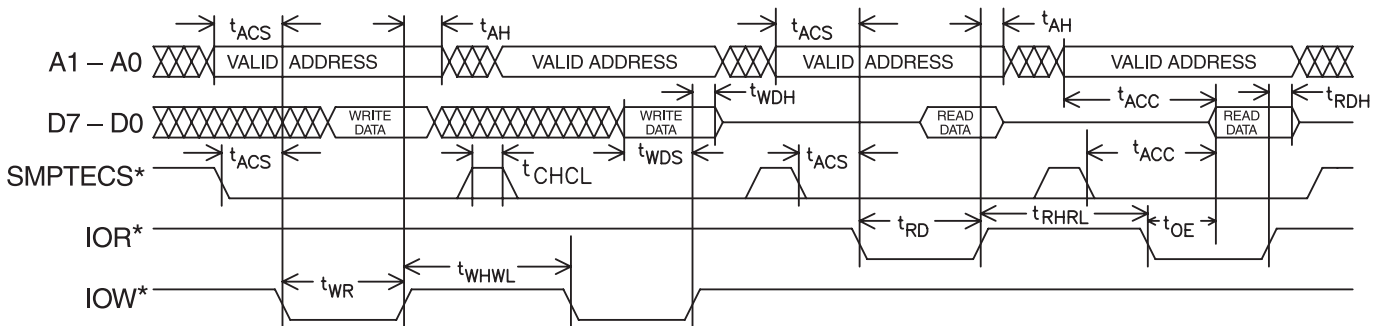 tACS tAH tACS tAH
A1 – A0 VALID ADDRESS VALID ADDRESS VALID ADDRESS VALID ADDRESS
tWDH tACC tRDH
D7 – D0 WRITE DATA WRITE DATA READ DATA READ DATA
tACS tWDS tACS tACC
SMPTECS* tCHCL
IOR* tRD tRHRL tOE
IOW* tWR tWHWL